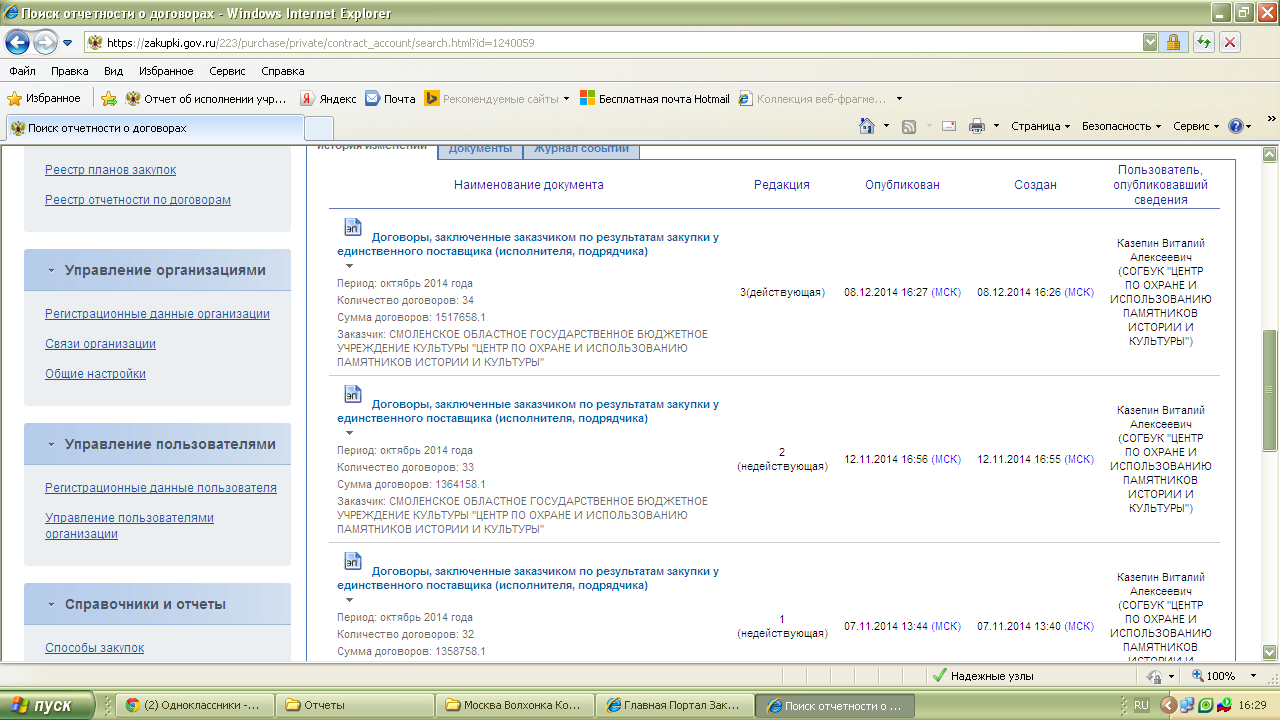 Поиск отчетности о договорах - Windows Internet Explorer
https://zakupki.gov.ru/223/purchase/private/contract_account/search.html?id=1240059
Файл Правка Вид Избранное Сервис Справка
Избранное Отчет об исполнении учр... Яндекс Почта Рекомендуемые сайты Бесплатная почта Hotmail Коллекция веб-фрагме...
Поиск отчетности о договорах Страница Безопасность Сервис
Реестр планов закупок
Реестр отчетности по договорам
Управление организациями
Регистрационные данные организации
Связи организации
Общие настройки
Управление пользователями
Регистрационные данные пользователя
Управление пользователями
организации
Справочники и отчеты
Способы закупок
история изменений Документы Журнал событий
Наименование документа Редакция Опубликован Создан Пользователь,
опубликовавший
сведения
эп Договоры, заключенные заказчиком по результатам закупки у
единственного поставщика (исполнителя, подрядчика)
Период: октябрь 2014 года
Количество договоров: 34
Сумма договоров: 1517658.1
Заказчик: СМОЛЕНСКОЕ ОБЛАСТНОЕ ГОСУДАРСТВЕННОЕ БЮДЖЕТНОЕ
УЧРЕЖДЕНИЕ КУЛЬТУРЫ "ЦЕНТР ПО ОХРАНЕ И ИСПОЛЬЗОВАНИЮ
ПАМЯТНИКОВ ИСТОРИИ И КУЛЬТУРЫ"
3(действующая) 08.12.2014 16:27 (МСК) 08.12.2014 16:26 (МСК)
Казепин Виталий
Алексеевич
(СОГБУК "ЦЕНТР
ПО ОХРАНЕ И
ИСПОЛЬЗОВАНИЮ
ПАМЯТНИКОВ
ИСТОРИИ И
КУЛЬТУРЫ")
эп Договоры, заключенные заказчиком по результатам закупки у
единственного поставщика (исполнителя, подрядчика)
Период: октябрь 2014 года
Количество договоров: 33
Сумма договоров: 1364158.1
Заказчик: СМОЛЕНСКОЕ ОБЛАСТНОЕ ГОСУДАРСТВЕННОЕ БЮДЖЕТНОЕ
УЧРЕЖДЕНИЕ КУЛЬТУРЫ "ЦЕНТР ПО ОХРАНЕ И ИСПОЛЬЗОВАНИЮ
ПАМЯТНИКОВ ИСТОРИИ И КУЛЬТУРЫ"
2
(недействующая) 12.11.2014 16:56 (МСК) 12.11.2014 16:55 (МСК)
Казепин Виталий
Алексеевич
(СОГБУК "ЦЕНТР
ПО ОХРАНЕ И
ИСПОЛЬЗОВАНИЮ
ПАМЯТНИКОВ
ИСТОРИИ И
КУЛЬТУРЫ")
эп Договоры, заключенные заказчиком по результатам закупки у
единственного поставщика (исполнителя, подрядчика)
Период: октябрь 2014 года
Количество договоров: 32
Сумма договоров: 1358758.1
1
(недействующая) 07.11.2014 13:44 (МСК) 07.11.2014 13:40 (МСК)
Казепин Виталий
Алексеевич
(СОГБУК "ЦЕНТР
ПО ОХРАНЕ И
ИСПОЛЬЗОВАНИЮ
ПАМЯТНИКОВ
ИСТОРИИ И
Надежные узлы 100%
пуск (2) Одноклассники -... Отчеты Москва Волхонка Ко... Главная Портал Зак... Поиск отчетности о ... RU 16:29